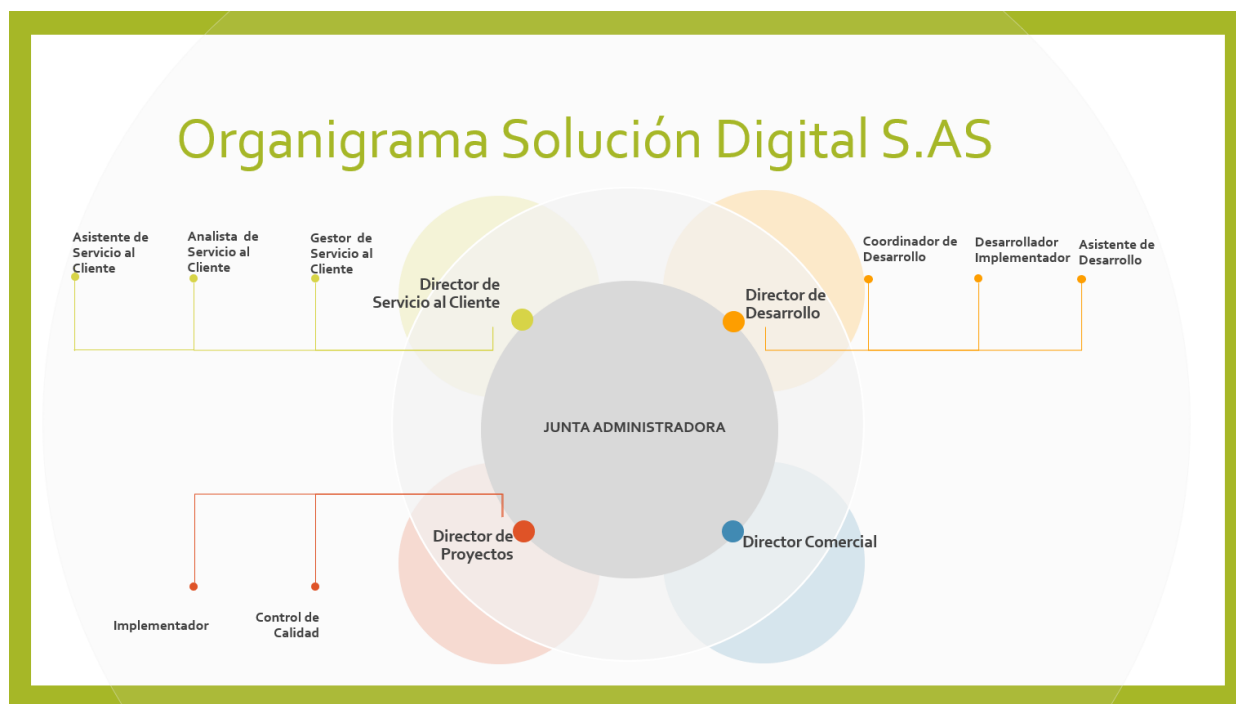 Organigrama Solución Digital S.AS
Asistente de
Servicio al
Cliente
Analista  de
Servicio al
Cliente
Gestor  de
Servicio al
Cliente
Director de
Servicio al Cliente
Director de
Desarrollo
Coordinador de
Desarrollo
Desarrollador
Implementador
Asistente de
Desarrollo
JUNTA ADMINISTRADORA
Director de
Proyectos
Director Comercial
Implementador
Control de
Calidad